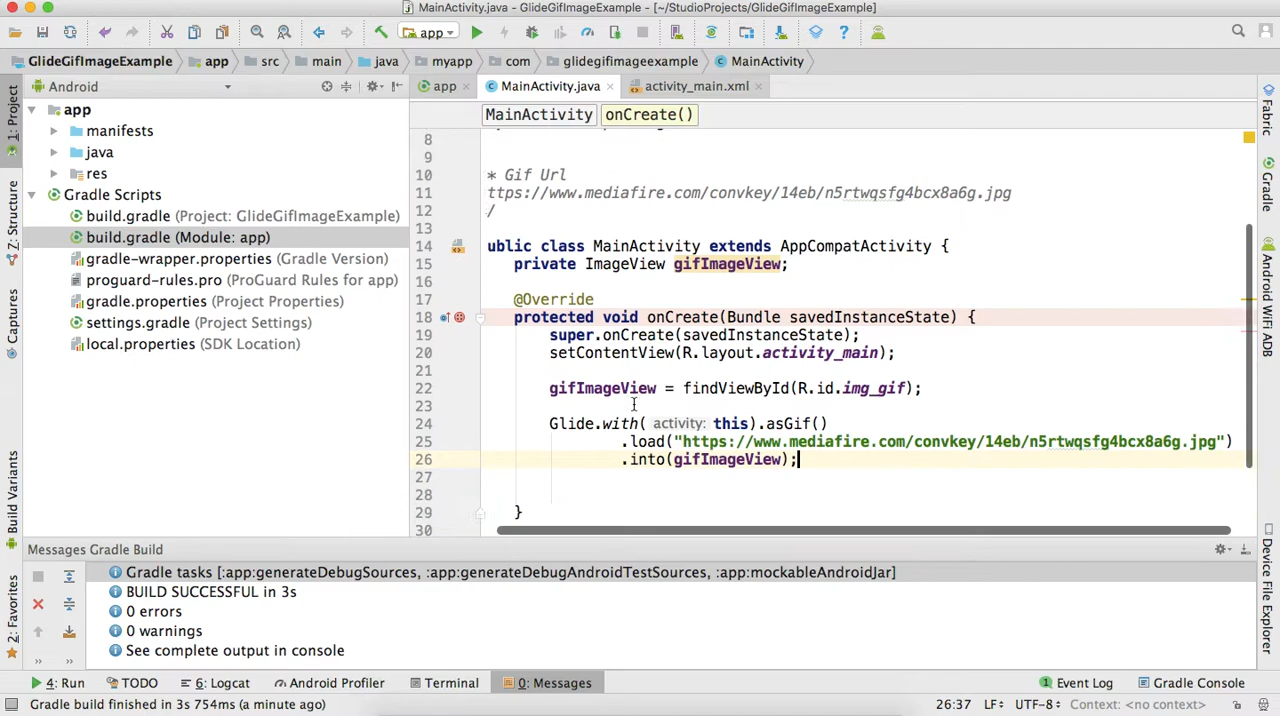 MainActivity.java - GlideGifImageExample - [~/StudioProjects/GlideGifImageExample]
app
GlideGifImageExample app src main java myapp com glidegifimageexample MainActivity
Android
app MainActivity.java activity_main.xml
MainActivity onCreate()
1: Project
7: Structure
Captures
Build Variants
2: Favorites
app
manifests
java
res
Gradle Scripts
build.gradle (Project: GlideGifImageExample)
build.gradle (Module: app)
gradle-wrapper.properties (Gradle Version)
proguard-rules.pro (ProGuard Rules for app)
gradle.properties (Project Properties)
settings.gradle (Project Settings)
local.properties (SDK Location)
8
9
10 * Gif Url
11 ttps://www.mediafire.com/convkey/14eb/n5rtwqsfg4bcx8a6g.jpg
12 /
13
14 ublic class MainActivity extends AppCompatActivity {
15 private ImageView gifImageView;
16
17 @Override
18 protected void onCreate(Bundle savedInstanceState) {
19 super.onCreate(savedInstanceState);
20 setContentView(R.layout.activity_main);
21
22 gifImageView = findViewById(R.id.img_gif);
23
24 Glide.with( activity: this).asGif()
25 .load("https://www.mediafire.com/convkey/14eb/n5rtwqsfg4bcx8a6g.jpg")
26 .into(gifImageView);
27
28
29 }
30
Fabric
Gradle
Android WiFi ADB
Device File Explorer
Messages Gradle Build
Gradle tasks [:app:generateDebugSources, :app:generateDebugAndroidTestSources, :app:mockableAndroidJar]
BUILD SUCCESSFUL in 3s
0 errors
0 warnings
See complete output in console
4: Run TODO 6: Logcat Android Profiler Terminal 0: Messages 1 Event Log Gradle Console
Gradle build finished in 3s 754ms (a minute ago) 26:37 LF÷ UTF-8÷ Context: <no context>